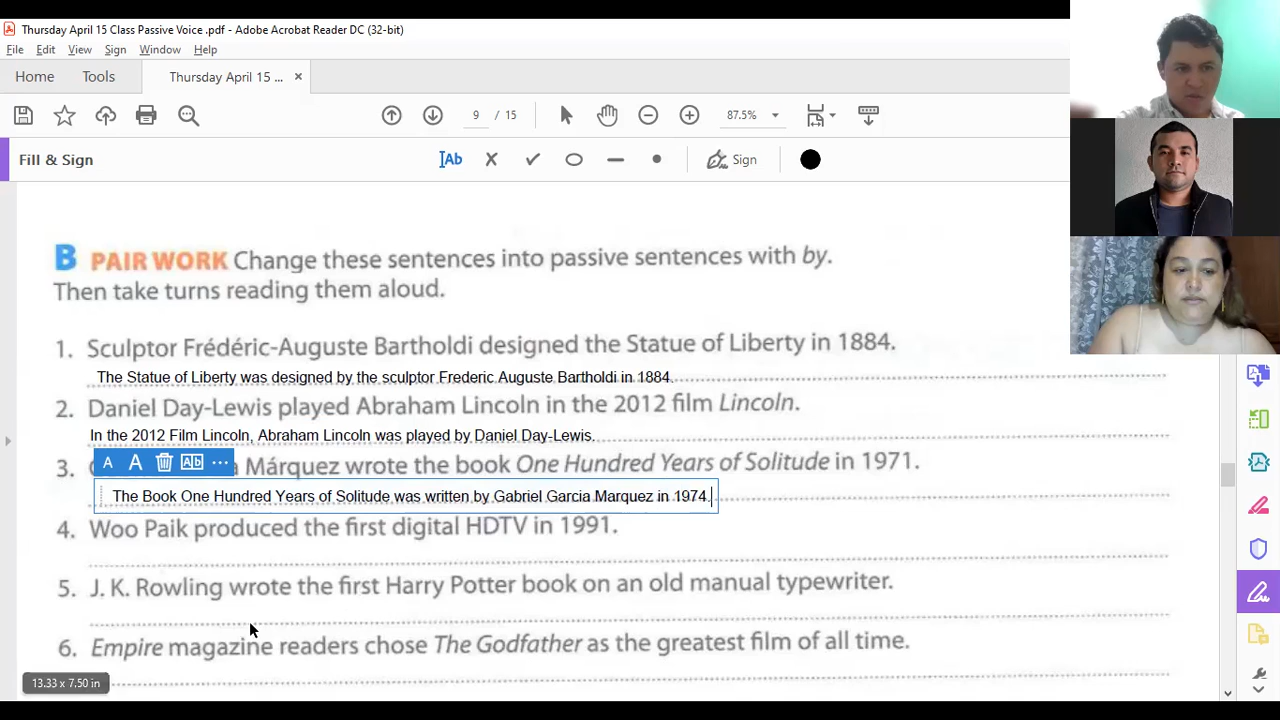 Thursday April 15 Class Passive Voice .pdf - Adobe Acrobat Reader DC (32-bit)
File Edit View Sign Window Help
Home Tools Thursday April 15 ... ×
9 / 15 87.5%
Fill & Sign Ab Sign
B PAIR WORK Change these sentences into passive sentences with by.
Then take turns reading them aloud.
1. Sculptor Frédéric-Auguste Bartholdi designed the Statue of Liberty in 1884.
The Statue of Liberty was designed by the sculptor Frederic Auguste Bartholdi in 1884.
2. Daniel Day-Lewis played Abraham Lincoln in the 2012 film Lincoln.
In the 2012 Film Lincoln, Abraham Lincoln was played by Daniel Day-Lewis.
A A Ab ...
3. Márquez wrote the book One Hundred Years of Solitude in 1971.
The Book One Hundred Years of Solitude was written by Gabriel Garcia Marquez in 1974.
4. Woo Paik produced the first digital HDTV in 1991.
5. J. K. Rowling wrote the first Harry Potter book on an old manual typewriter.
6. Empire magazine readers chose The Godfather as the greatest film of all time.
13.33 x 7.50 in